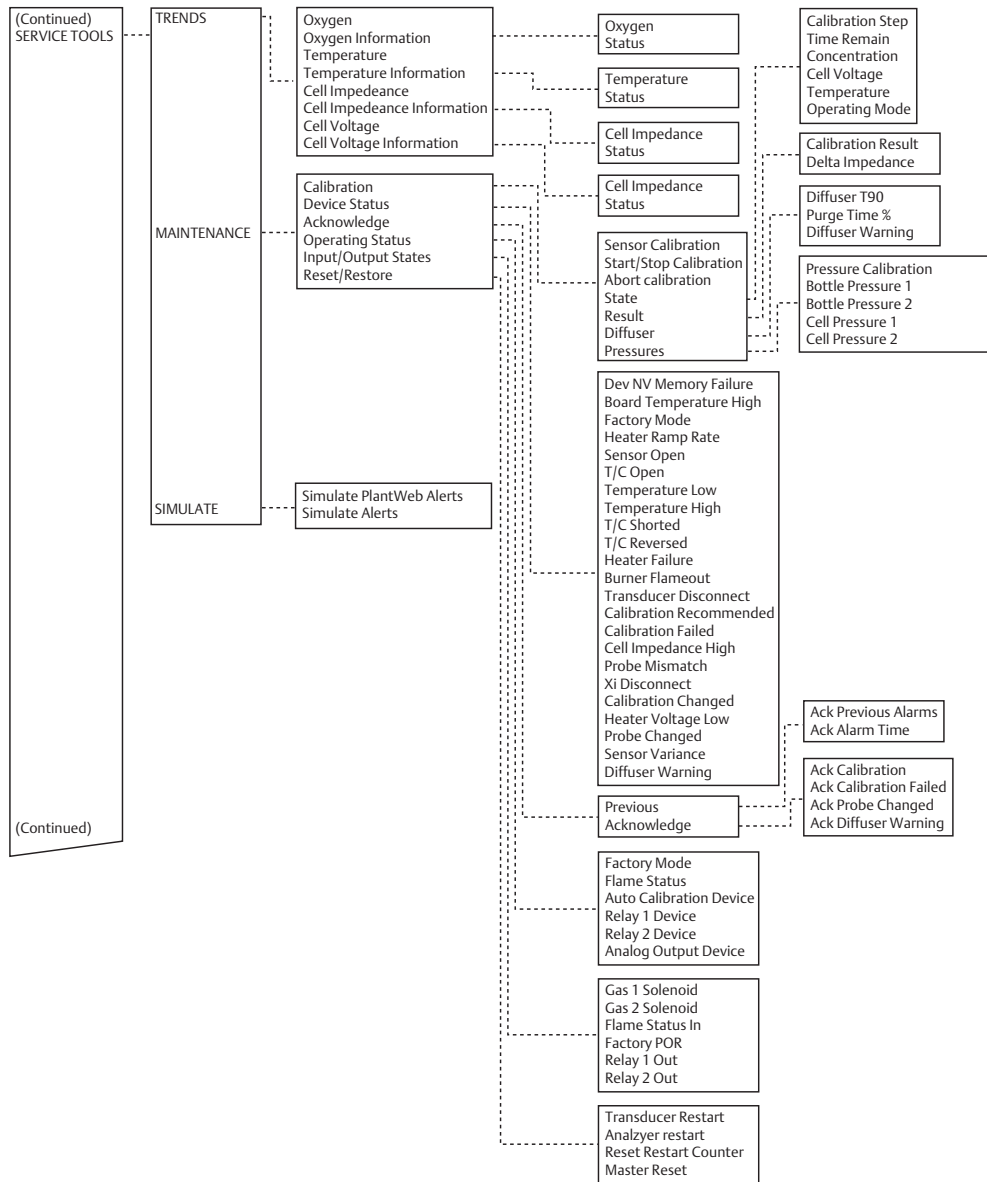 (Continued)
SERVICE TOOLS
(Continued)
TRENDS
MAINTENANCE
SIMULATE
Oxygen
Oxygen Information
Temperature
Temperature Information
Cell Impedeance
Cell Impedeance Information
Cell Voltage
Cell Voltage Information
Calibration
Device Status
Acknowledge
Operating Status
Input/Output States
Reset/Restore
Simulate PlantWeb Alerts
Simulate Alerts
Oxygen
Status
Temperature
Status
Cell Impedance
Status
Cell Impedance
Status
Sensor Calibration
Start/Stop Calibration
Abort calibration
State
Result
Diffuser
Pressures
Dev NV Memory Failure
Board Temperature High
Factory Mode
Heater Ramp Rate
Sensor Open
T/C Open
Temperature Low
Temperature High
T/C Shorted
T/C Reversed
Heater Failure
Burner Flameout
Transducer Disconnect
Calibration Recommended
Calibration Failed
Cell Impedance High
Probe Mismatch
Xi Disconnect
Calibration Changed
Heater Voltage Low
Probe Changed
Sensor Variance
Diffuser Warning
Previous
Acknowledge
Factory Mode
Flame Status
Auto Calibration Device
Relay 1 Device
Relay 2 Device
Analog Output Device
Gas 1 Solenoid
Gas 2 Solenoid
Flame Status In
Factory POR
Relay 1 Out
Relay 2 Out
Transducer Restart
Analzyer restart
Reset Restart Counter
Master Reset
Calibration Step
Time Remain
Concentration
Cell Voltage
Temperature
Operating Mode
Calibration Result
Delta Impedance
Diffuser T90
Purge Time %
Diffuser Warning
Pressure Calibration
Bottle Pressure 1
Bottle Pressure 2
Cell Pressure 1
Cell Pressure 2
Ack Previous Alarms
Ack Alarm Time
Ack Calibration
Ack Calibration Failed
Ack Probe Changed
Ack Diffuser Warning